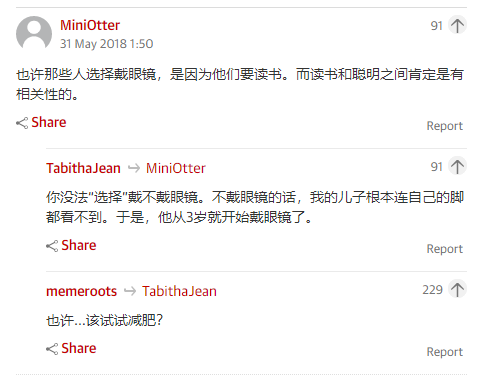 MiniOtter
91
31 May 2018 1:50
也许那些人选择戴眼镜，是因为他们要读书。而读书和聪明之间肯定是有
相关性的。
Share
Report
TabithaJean MiniOtter
91
你没法“选择”戴不戴眼镜。不戴眼镜的话，我的儿子根本连自己的脚
都看不到。于是，他从3岁就开始戴眼镜了。
Share
Report
memeroots TabithaJean
229
也许...该试试减肥？
Share
Report